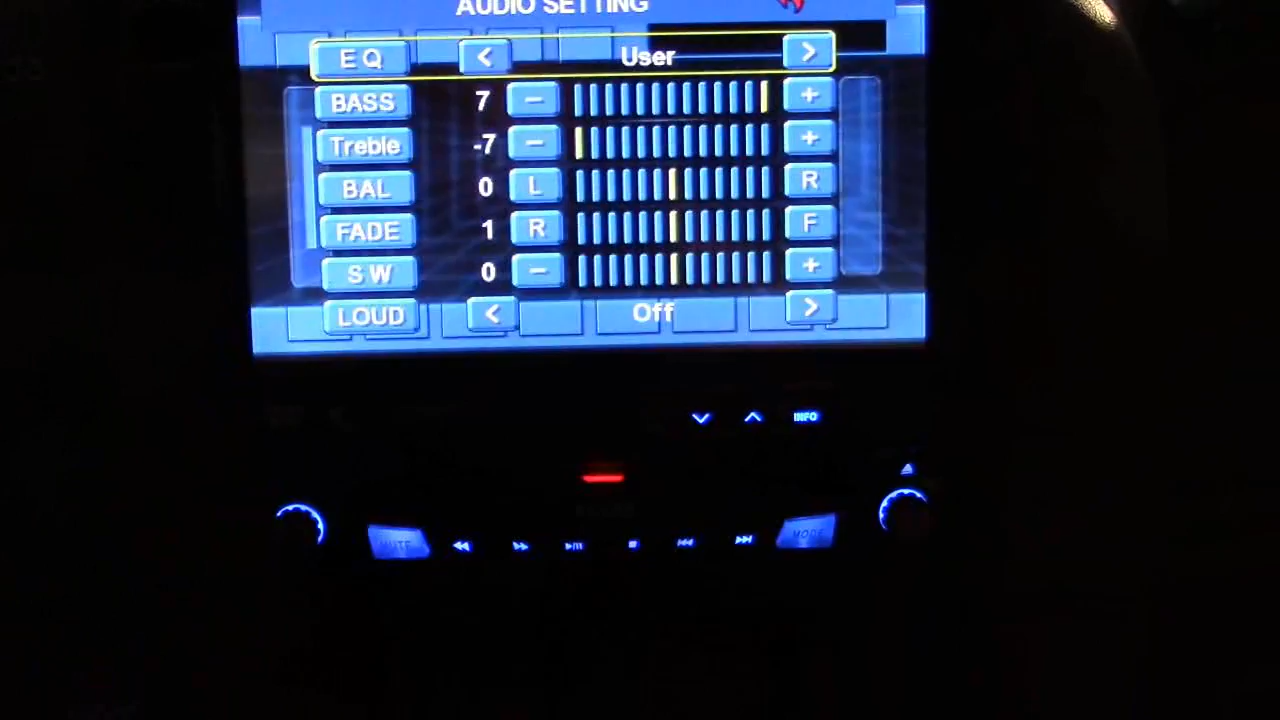 AUDIO SETTING
EQ < User >
BASS 7 - +
Treble -7 - +
BAL 0 L R
FADE 1 R F
SW 0 - +
LOUD < Off >
INFO
MUTE MODE